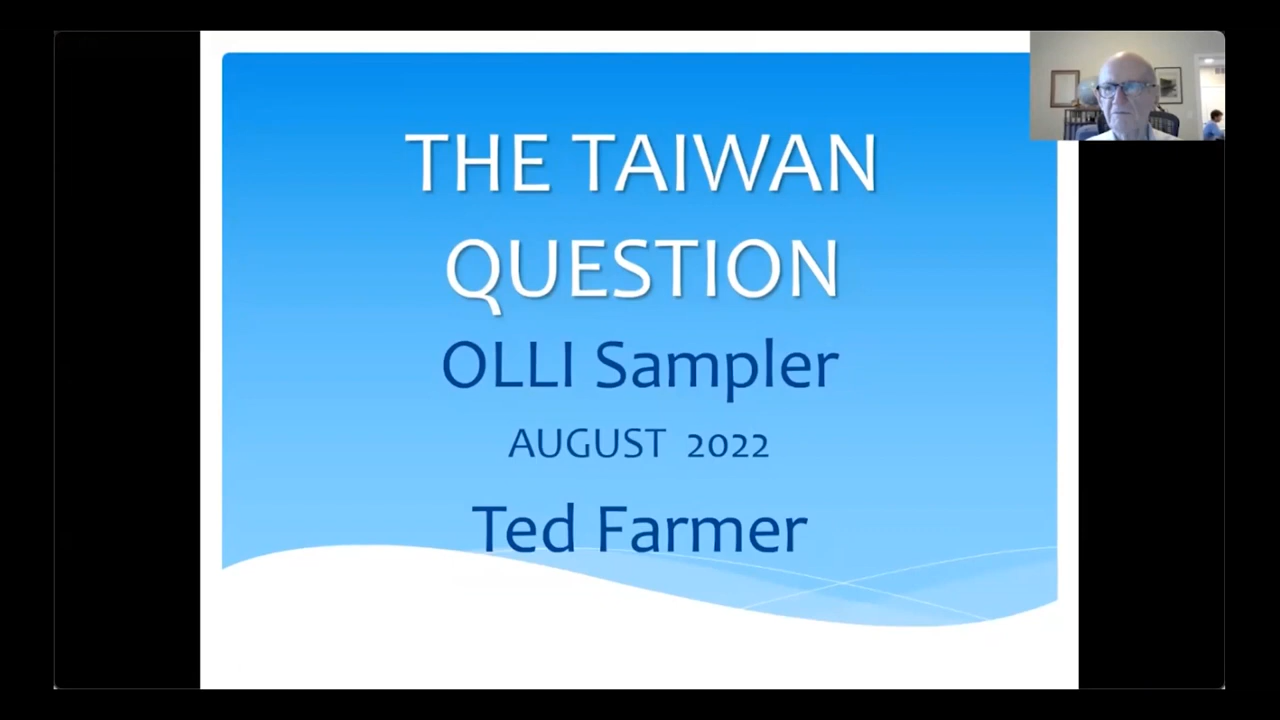 THE TAIWAN
QUESTION
OLLI Sampler
AUGUST 2022
Ted Farmer